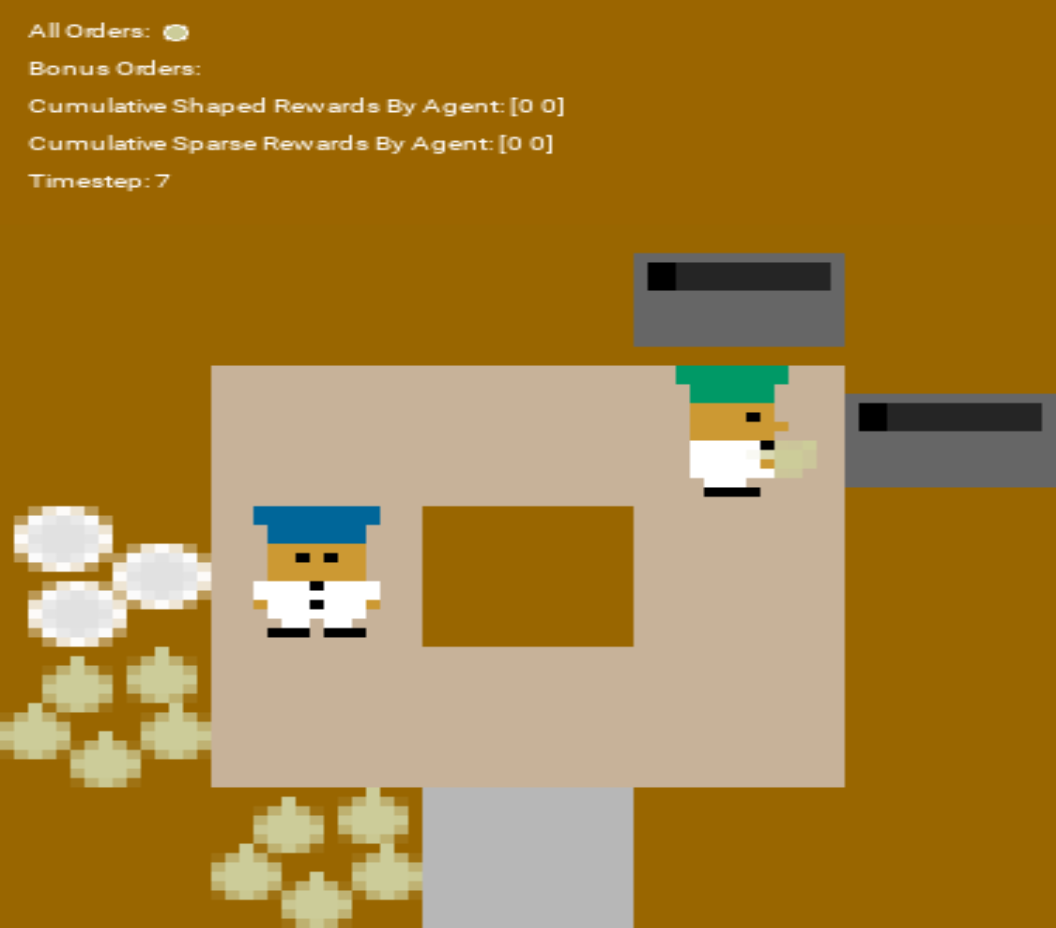 All Orders:
Bonus Orders:
Cumulative Shaped Rewards By Agent: [0 0]
Cumulative Sparse Rewards By Agent: [0 0]
Timestep: 7